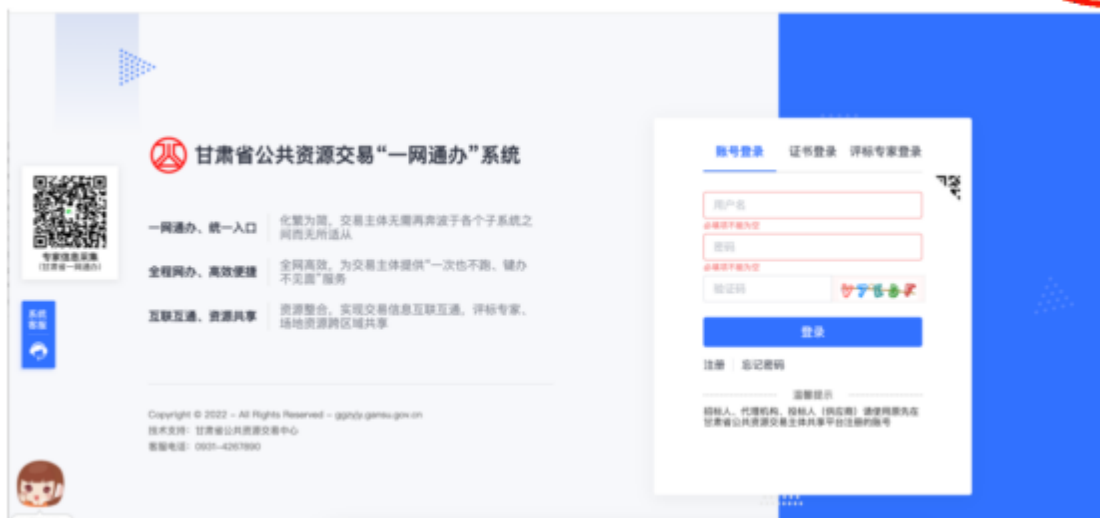 甘肃省公共资源交易“一网通办”系统
一网通办、统一入口
化繁为简，交易主体无需再奔波于各个子系统之
间而无所适从
全程网办、高效便捷
全网高效，为交易主体提供“一次也不跑、键办
不见面”服务
互联互通、资源共享
资源整合，实现交易信息互联互通，评标专家、
场地资源跨区域共享
Copyright © 2022 - All Rights Reserved - ggzyjy.gansu.gov.cn
技术支持：甘肃省公共资源交易中心
客服电话：0931-4267890
专家信息采集
(甘肃省一网通办)
系统
客服
账号登录 证书登录 评标专家登录
用户名
必填项不能为空
密码
必填项不能为空
验证码
登录
注册 忘记密码
温馨提示
招标人、代理机构、投标人（供应商）请使用原先在
甘肃省公共资源交易主体共享平台注册的账号